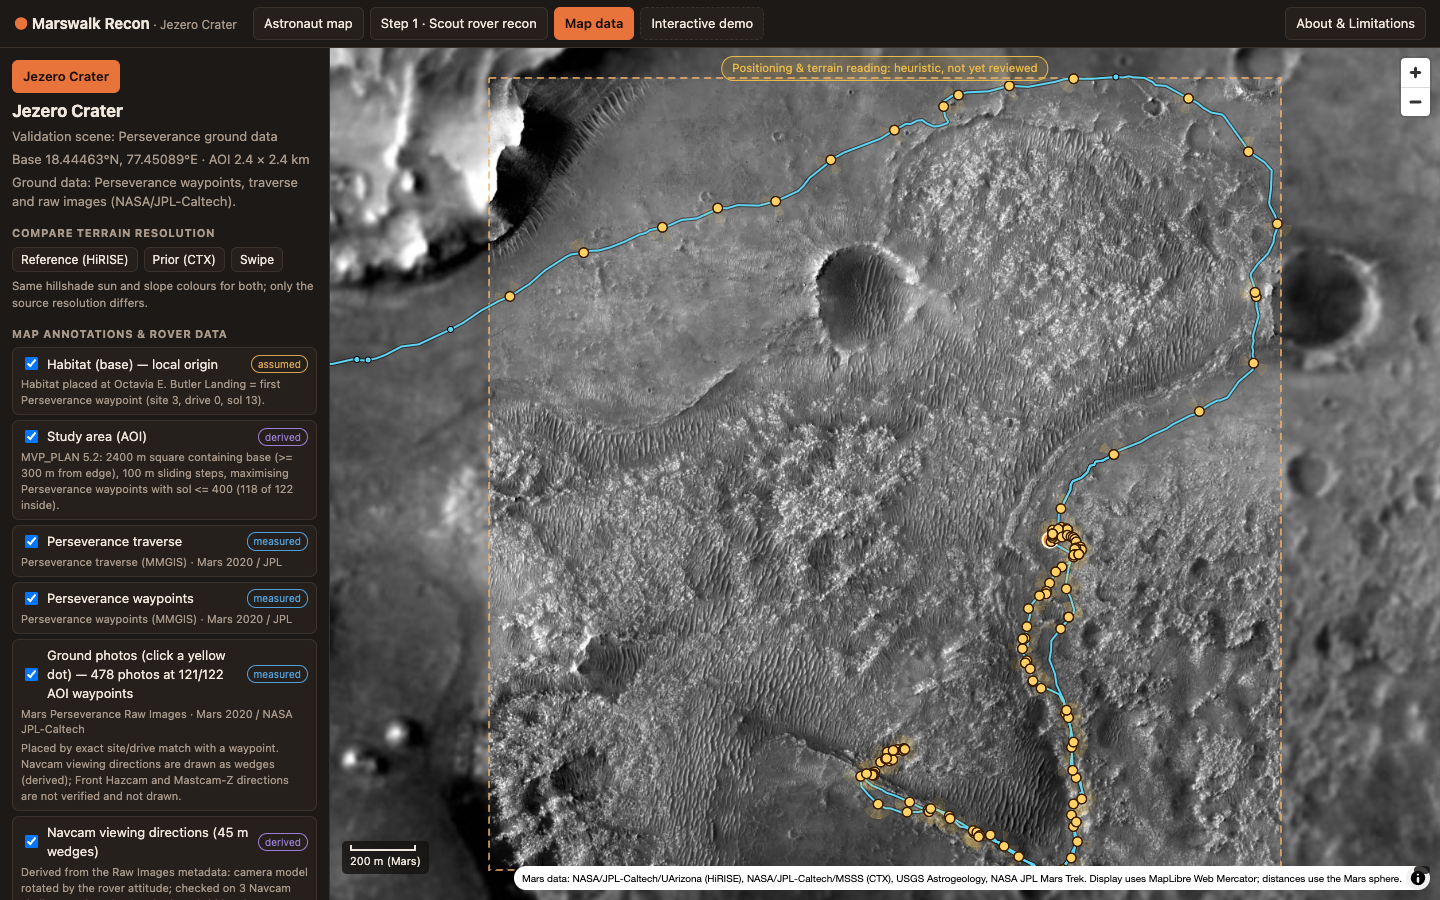 Marswalk Recon · Jezero Crater
Astronaut map
Step 1 · Scout rover recon
Map data
Interactive demo
About & Limitations
Jezero Crater
Jezero Crater
Validation scene: Perseverance ground data
Base 18.44463°N, 77.45089°E · AOI 2.4 × 2.4 km
Ground data: Perseverance waypoints, traverse
and raw images (NASA/JPL-Caltech).
COMPARE TERRAIN RESOLUTION
Reference (HiRISE)
Prior (CTX)
Swipe
Same hillshade sun and slope colours for both; only the
source resolution differs.
MAP ANNOTATIONS & ROVER DATA
Habitat (base) — local origin
assumed
Habitat placed at Octavia E. Butler Landing = first
Perseverance waypoint (site 3, drive 0, sol 13).
Study area (AOI)
derived
MVP_PLAN 5.2: 2400 m square containing base (>=
300 m from edge), 100 m sliding steps, maximising
Perseverance waypoints with sol <= 400 (118 of 122
inside).
Perseverance traverse
measured
Perseverance traverse (MMGIS) · Mars 2020 / JPL
Perseverance waypoints
measured
Perseverance waypoints (MMGIS) · Mars 2020 / JPL
Ground photos (click a yellow
dot) — 478 photos at 121/122
AOI waypoints
measured
Mars Perseverance Raw Images · Mars 2020 / NASA
JPL-Caltech
Placed by exact site/drive match with a waypoint.
Navcam viewing directions are drawn as wedges
(derived); Front Hazcam and Mastcam-Z directions
are not verified and not drawn.
Navcam viewing directions (45 m
wedges)
derived
Derived from the Raw Images metadata: camera model
rotated by the rover attitude; checked on 3 Navcam
Positioning & terrain reading: heuristic, not yet reviewed
+
−
200 m (Mars)
Mars data: NASA/JPL-Caltech/UArizona (HiRISE), NASA/JPL-Caltech/MSSS (CTX), USGS Astrogeology, NASA JPL Mars Trek. Display uses MapLibre Web Mercator; distances use the Mars sphere.